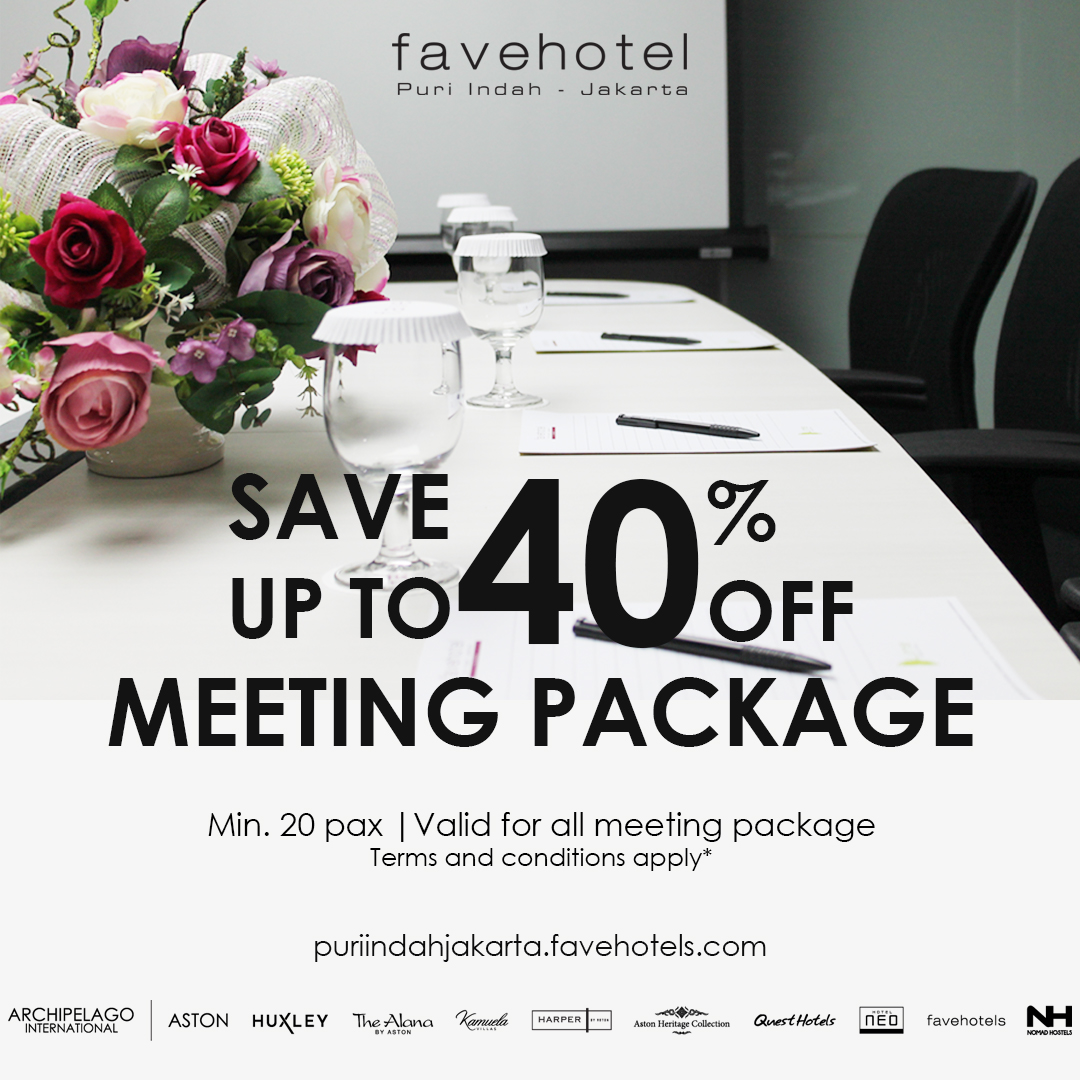 favehotel
Puri Indah - Jakarta
SAVE
UP TO 40% OFF
MEETING PACKAGE
Min. 20 pax | Valid for all meeting package
Terms and conditions apply*
puriindahjakarta.favehotels.com
ARCHIPELAGO
INTERNATIONAL
ASTON
HUXLEY
The Alana
BY ASTON
Kamuela
VILLAS
HARPER BY ASTON
Aston Heritage Collection
Quest Hotels
HOTEL
NEO
favehotels
NH
NOMAD HOSTELS